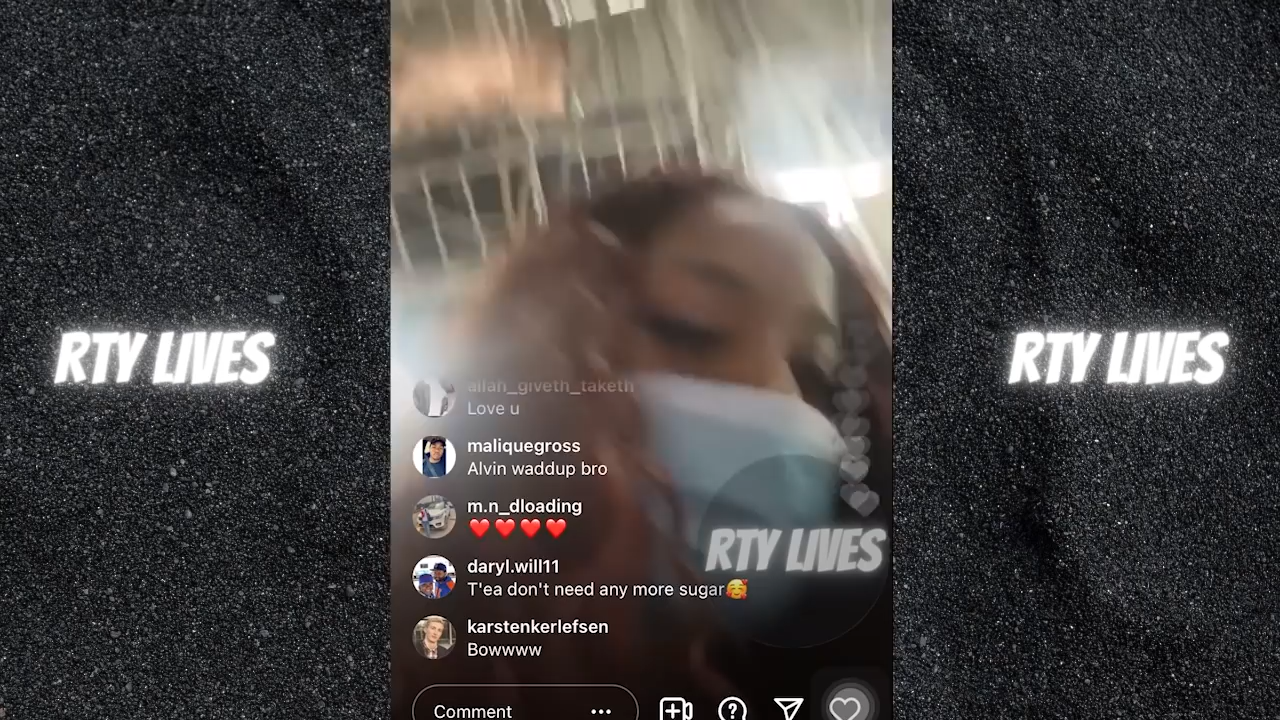 RTY LIVES
RTY LIVES
allah_giveth_taketh
Love u
maliquegross
Alvin waddup bro
m.n_dloading
❤️❤️❤️❤️
RTY LIVES
daryl.will11
T'ea don't need any more sugar🥰
karstenkerlefsen
Bowwww
Comment